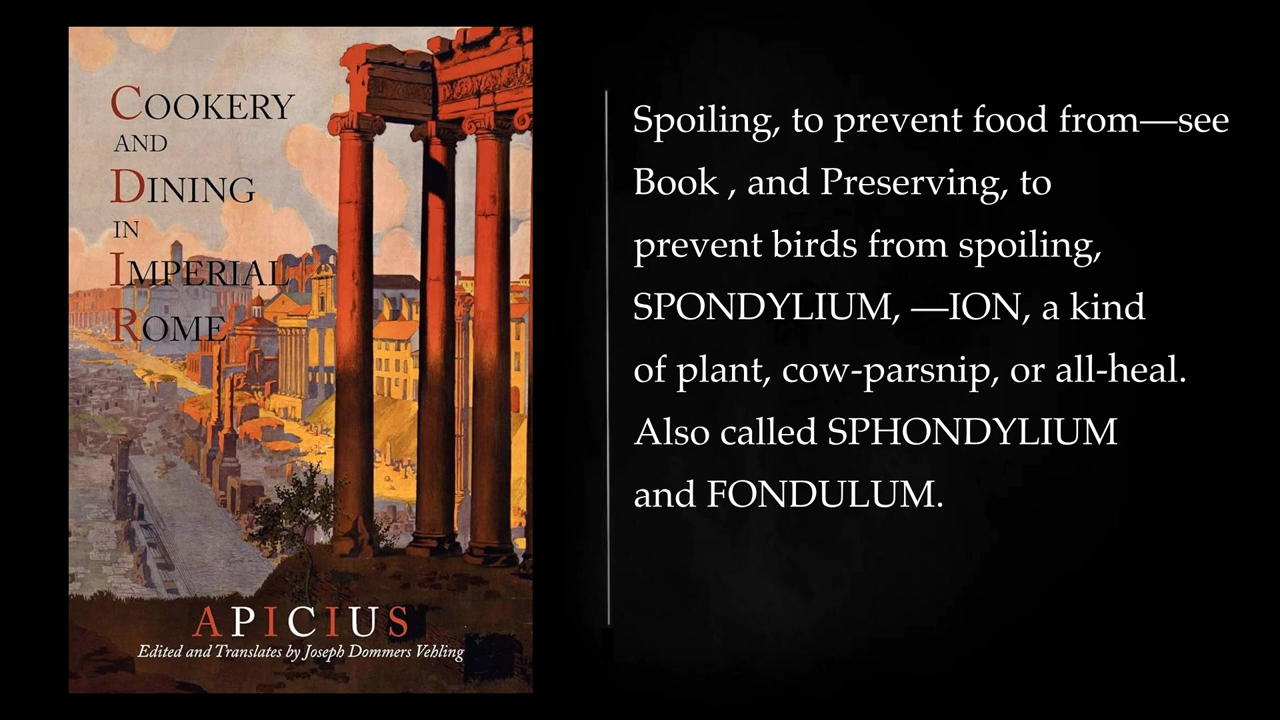 COOKERY
AND
DINING
IN
IMPERIAL
ROME
APICIUS
Edited and Translates by Joseph Dommers Vehling
Spoiling, to prevent food from—see
Book , and Preserving, to
prevent birds from spoiling,
SPONDYLIUM, —ION, a kind
of plant, cow-parsnip, or all-heal.
Also called SPHONDYLIUM
and FONDULUM.